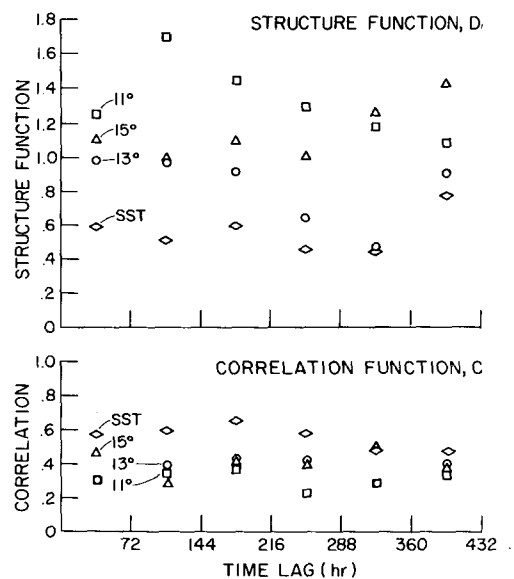 STRUCTURE FUNCTION, D
1.8
1.6
1.4
1.2
1.0
.8
.6
.4
.2
0
STRUCTURE FUNCTION
11°
15°
13°
SST
CORRELATION FUNCTION, C
1.0
.8
.6
.4
.2
0
CORRELATION
SST
15°
13°
11°
72 144 216 288 360 432
TIME LAG (hr)